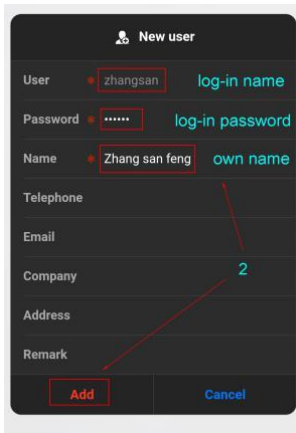 New user
User * zhangsan log-in name
Password * •••••• log-in password
Name * Zhang san feng own name
Telephone
Email
Company 2
Address
Remark
Add Cancel